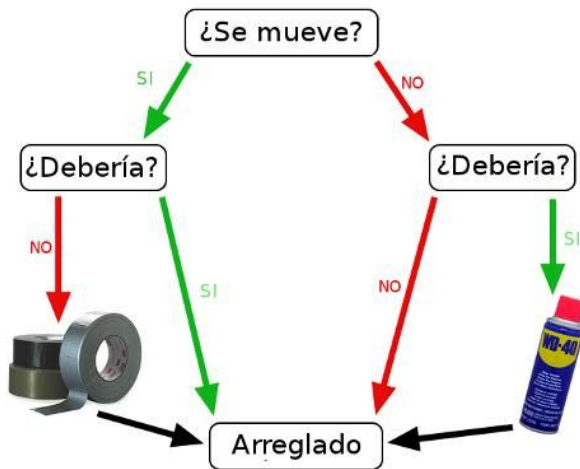 ¿Se mueve?
SI
NO
¿Debería?
¿Debería?
NO
SI
NO
SI
WD-40
Arreglado